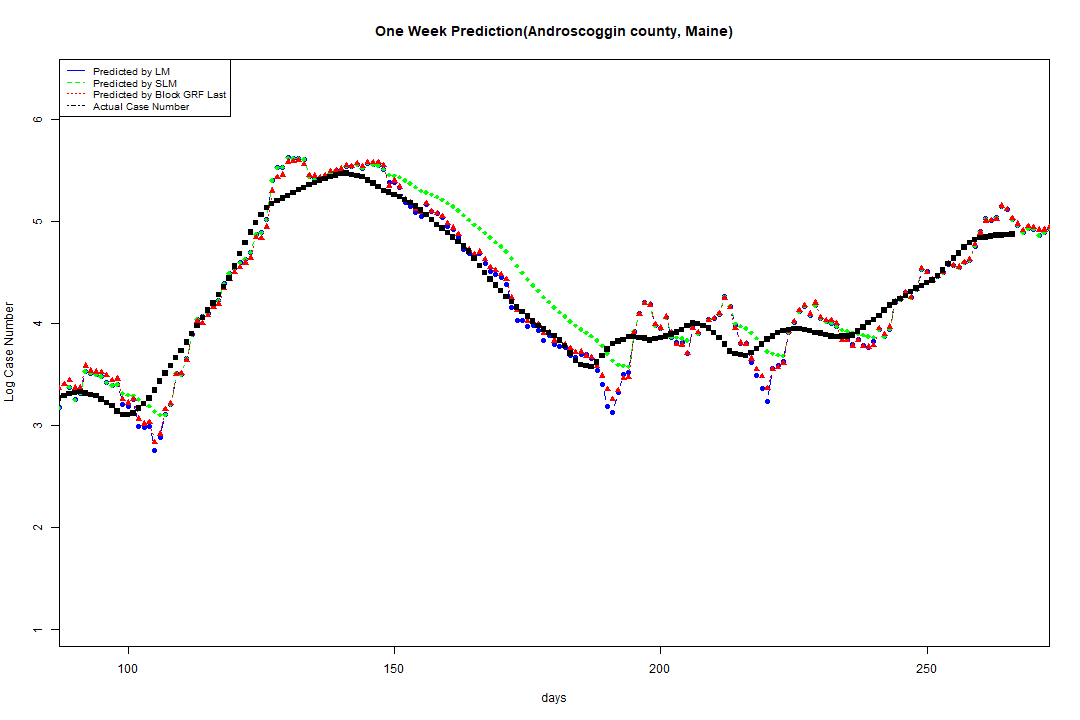 One Week Prediction(Androscoggin county, Maine)
Predicted by LM
Predicted by SLM
Predicted by Block GRF Last
Actual Case Number
6
5
4
3
2
1
Log Case Number
100 150 200 250
days